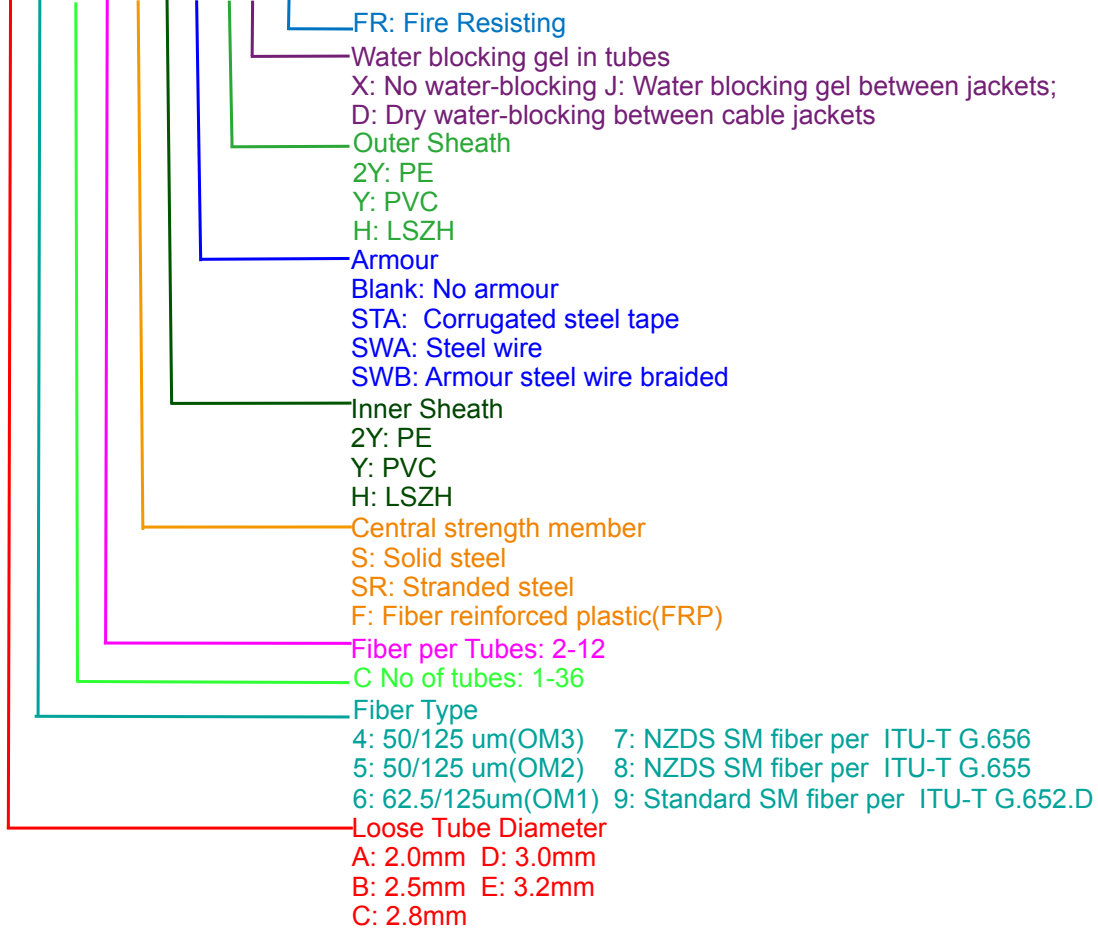 FR: Fire Resisting
Water blocking gel in tubes
X: No water-blocking J: Water blocking gel between jackets;
D: Dry water-blocking between cable jackets
Outer Sheath
2Y: PE
Y: PVC
H: LSZH
Armour
Blank: No armour
STA: Corrugated steel tape
SWA: Steel wire
SWB: Armour steel wire braided
Inner Sheath
2Y: PE
Y: PVC
H: LSZH
Central strength member
S: Solid steel
SR: Stranded steel
F: Fiber reinforced plastic(FRP)
Fiber per Tubes: 2-12
C No of tubes: 1-36
Fiber Type
4: 50/125 um(OM3) 7: NZDS SM fiber per ITU-T G.656
5: 50/125 um(OM2) 8: NZDS SM fiber per ITU-T G.655
6: 62.5/125um(OM1) 9: Standard SM fiber per ITU-T G.652.D
Loose Tube Diameter
A: 2.0mm D: 3.0mm
B: 2.5mm E: 3.2mm
C: 2.8mm